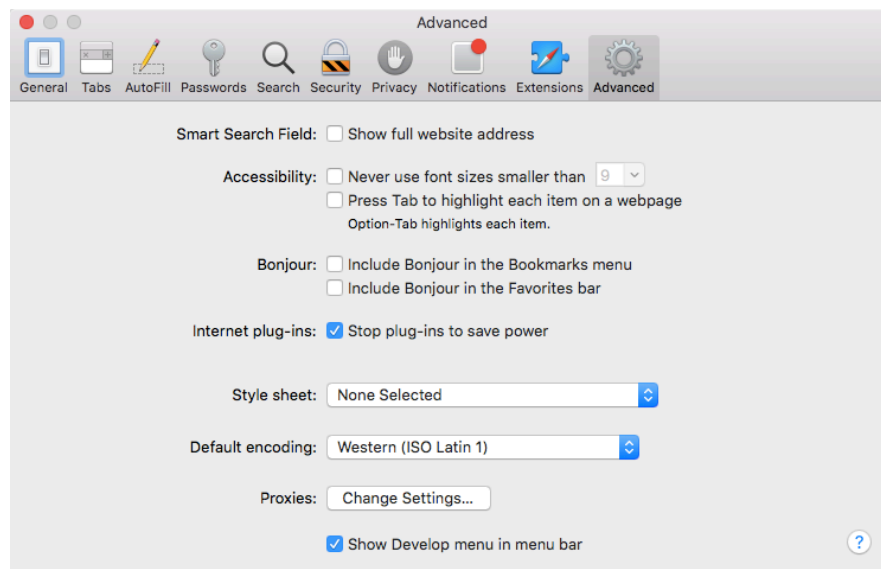 Advanced
General Tabs AutoFill Passwords Search Security Privacy Notifications Extensions Advanced
Smart Search Field: Show full website address
Accessibility: Never use font sizes smaller than 9
Press Tab to highlight each item on a webpage
Option-Tab highlights each item.
Bonjour: Include Bonjour in the Bookmarks menu
Include Bonjour in the Favorites bar
Internet plug-ins: Stop plug-ins to save power
Style sheet: None Selected
Default encoding: Western (ISO Latin 1)
Proxies: Change Settings...
Show Develop menu in menu bar
?